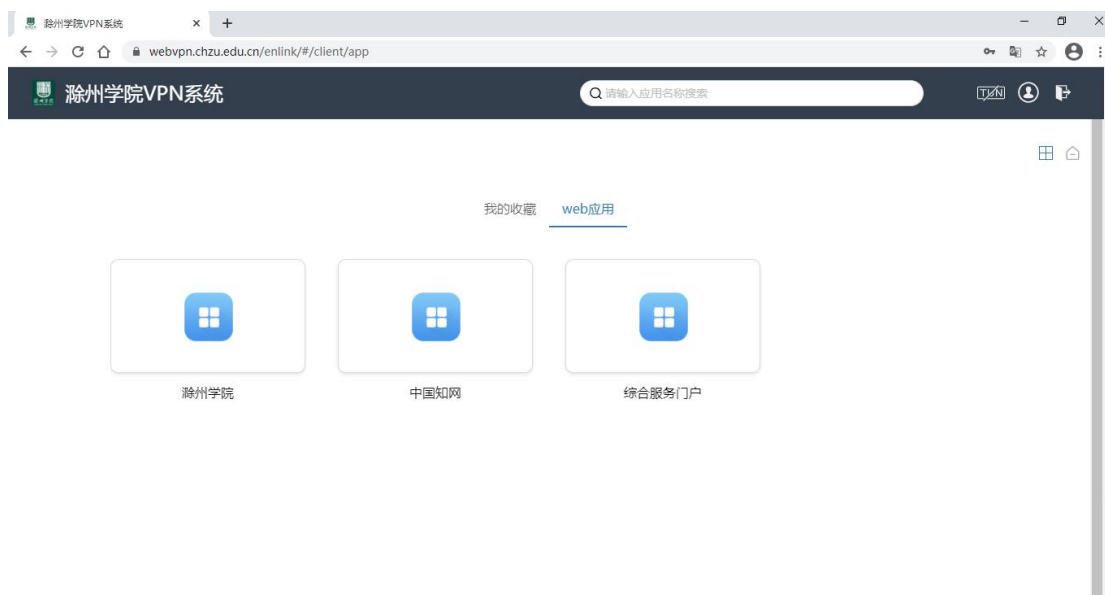 滁州学院VPN系统
webvpn.chzu.edu.cn/enlink/#/client/app
滁州学院VPN系统
请输入应用名称搜索
TUN
我的收藏 web应用
滁州学院 中国知网 综合服务门户